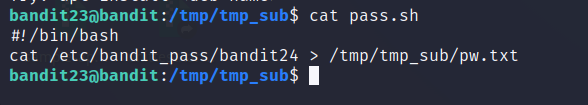 bandit23@bandit:/tmp/tmp_sub$ cat pass.sh
#!/bin/bash
cat /etc/bandit_pass/bandit24 > /tmp/tmp_sub/pw.txt
bandit23@bandit:/tmp/tmp_sub$